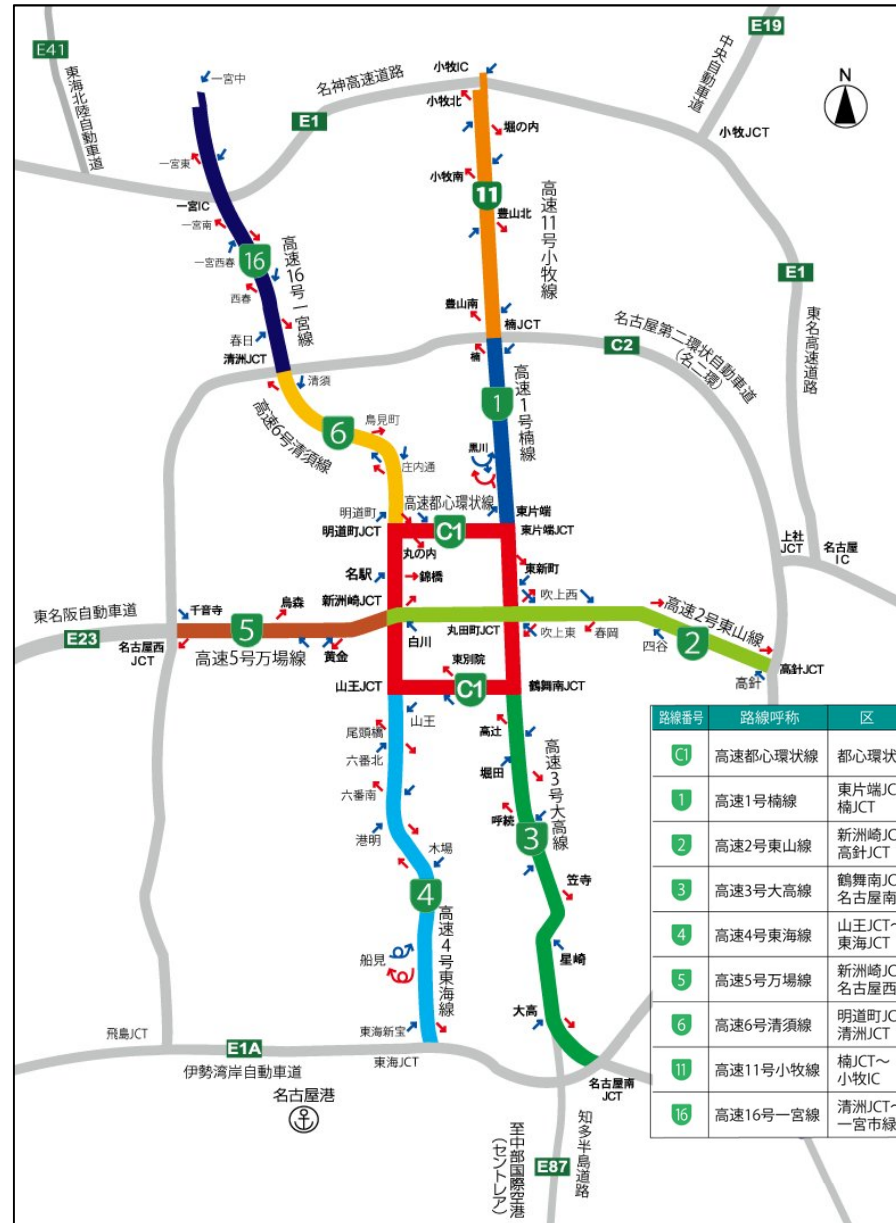 E41
E19
東海北陸自動車道
一宮中
名神高速道路
小牧IC
中央自動車道
N
小牧北
E1
堀の内
小牧JCT
一宮東
小牧南
11
高速11号小牧線
一宮IC
豊山北
一宮南
16
高速16号一宮線
一宮西春
E1
西春
豊山南
東名高速道路
春日
楠JCT
名古屋第二環状自動車道
(名二環)
C2
清洲JCT
楠
清須
高速1号楠線
1
高速6号清須線
6
鳥見町
黒川
庄内通
明道町
高速都心環状線
東片端
明道町JCT
C1
東片端JCT
丸の内
上社
JCT
名古屋
IC
名駅
錦橋
東新町
新洲崎JCT
吹上西
東名阪自動車道
千音寺
烏森
高速2号東山線
E23
5
白川
丸田町JCT
吹上東
春岡
四谷
2
名古屋西
JCT
高速5号万場線
黄金
東別院
高針JCT
高針
山王JCT
C1
鶴舞南JCT
山王
尾頭橋
高辻
六番北
堀田
高速3号大高線
六番南
呼続
港明
3
木場
笠寺
4
高速4号東海線
船見
星崎
大高
飛島JCT
東海新宝
E1A
東海JCT
伊勢湾岸自動車道
名古屋港
名古屋南
JCT
至中部国際空港
(セントレア)
E87
知多半島道路
路線番号 路線呼称 区
C1 高速都心環状線 都心環状
1 高速1号楠線 東片端JC
楠JCT
2 高速2号東山線 新洲崎JC
高針JCT
3 高速3号大高線 鶴舞南JC
名古屋南
4 高速4号東海線 山王JCT～
東海JCT
5 高速5号万場線 新洲崎JC
名古屋西
6 高速6号清須線 明道町JC
清洲JCT
11 高速11号小牧線 楠JCT～
小牧IC
16 高速16号一宮線 清洲JCT～
一宮市緑